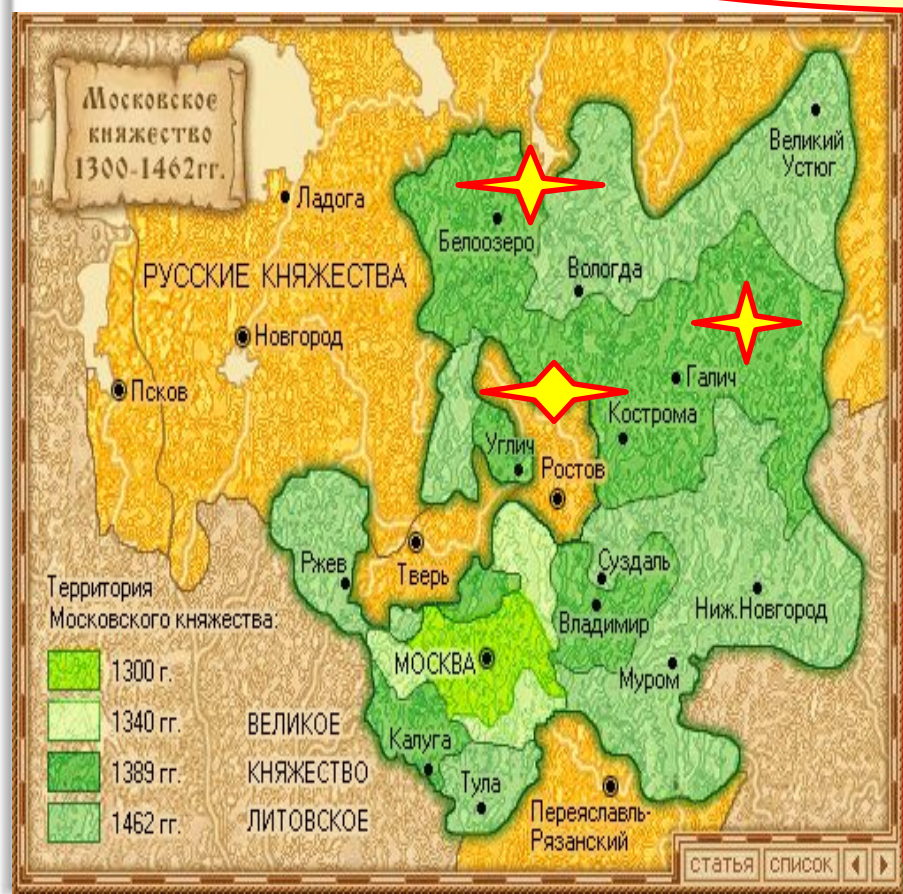 Московское
княжество
1300-1462гг.
Ладога
Великий
Устюг
Белоозеро
РУССКИЕ КНЯЖЕСТВА
Вологда
Новгород
Псков
Галич
Кострома
Углич
Ростов
Ржев
Тверь
Суздаль
Владимир
Ниж.Новгород
МОСКВА
Муром
Калуга
Тула
Переяславль-
Рязанский
Территория
Московского княжества:
1300 г.
1340 гг.
1389 гг.
1462 гг.
ВЕЛИКОЕ
КНЯЖЕСТВО
ЛИТОВСКОЕ
статья список